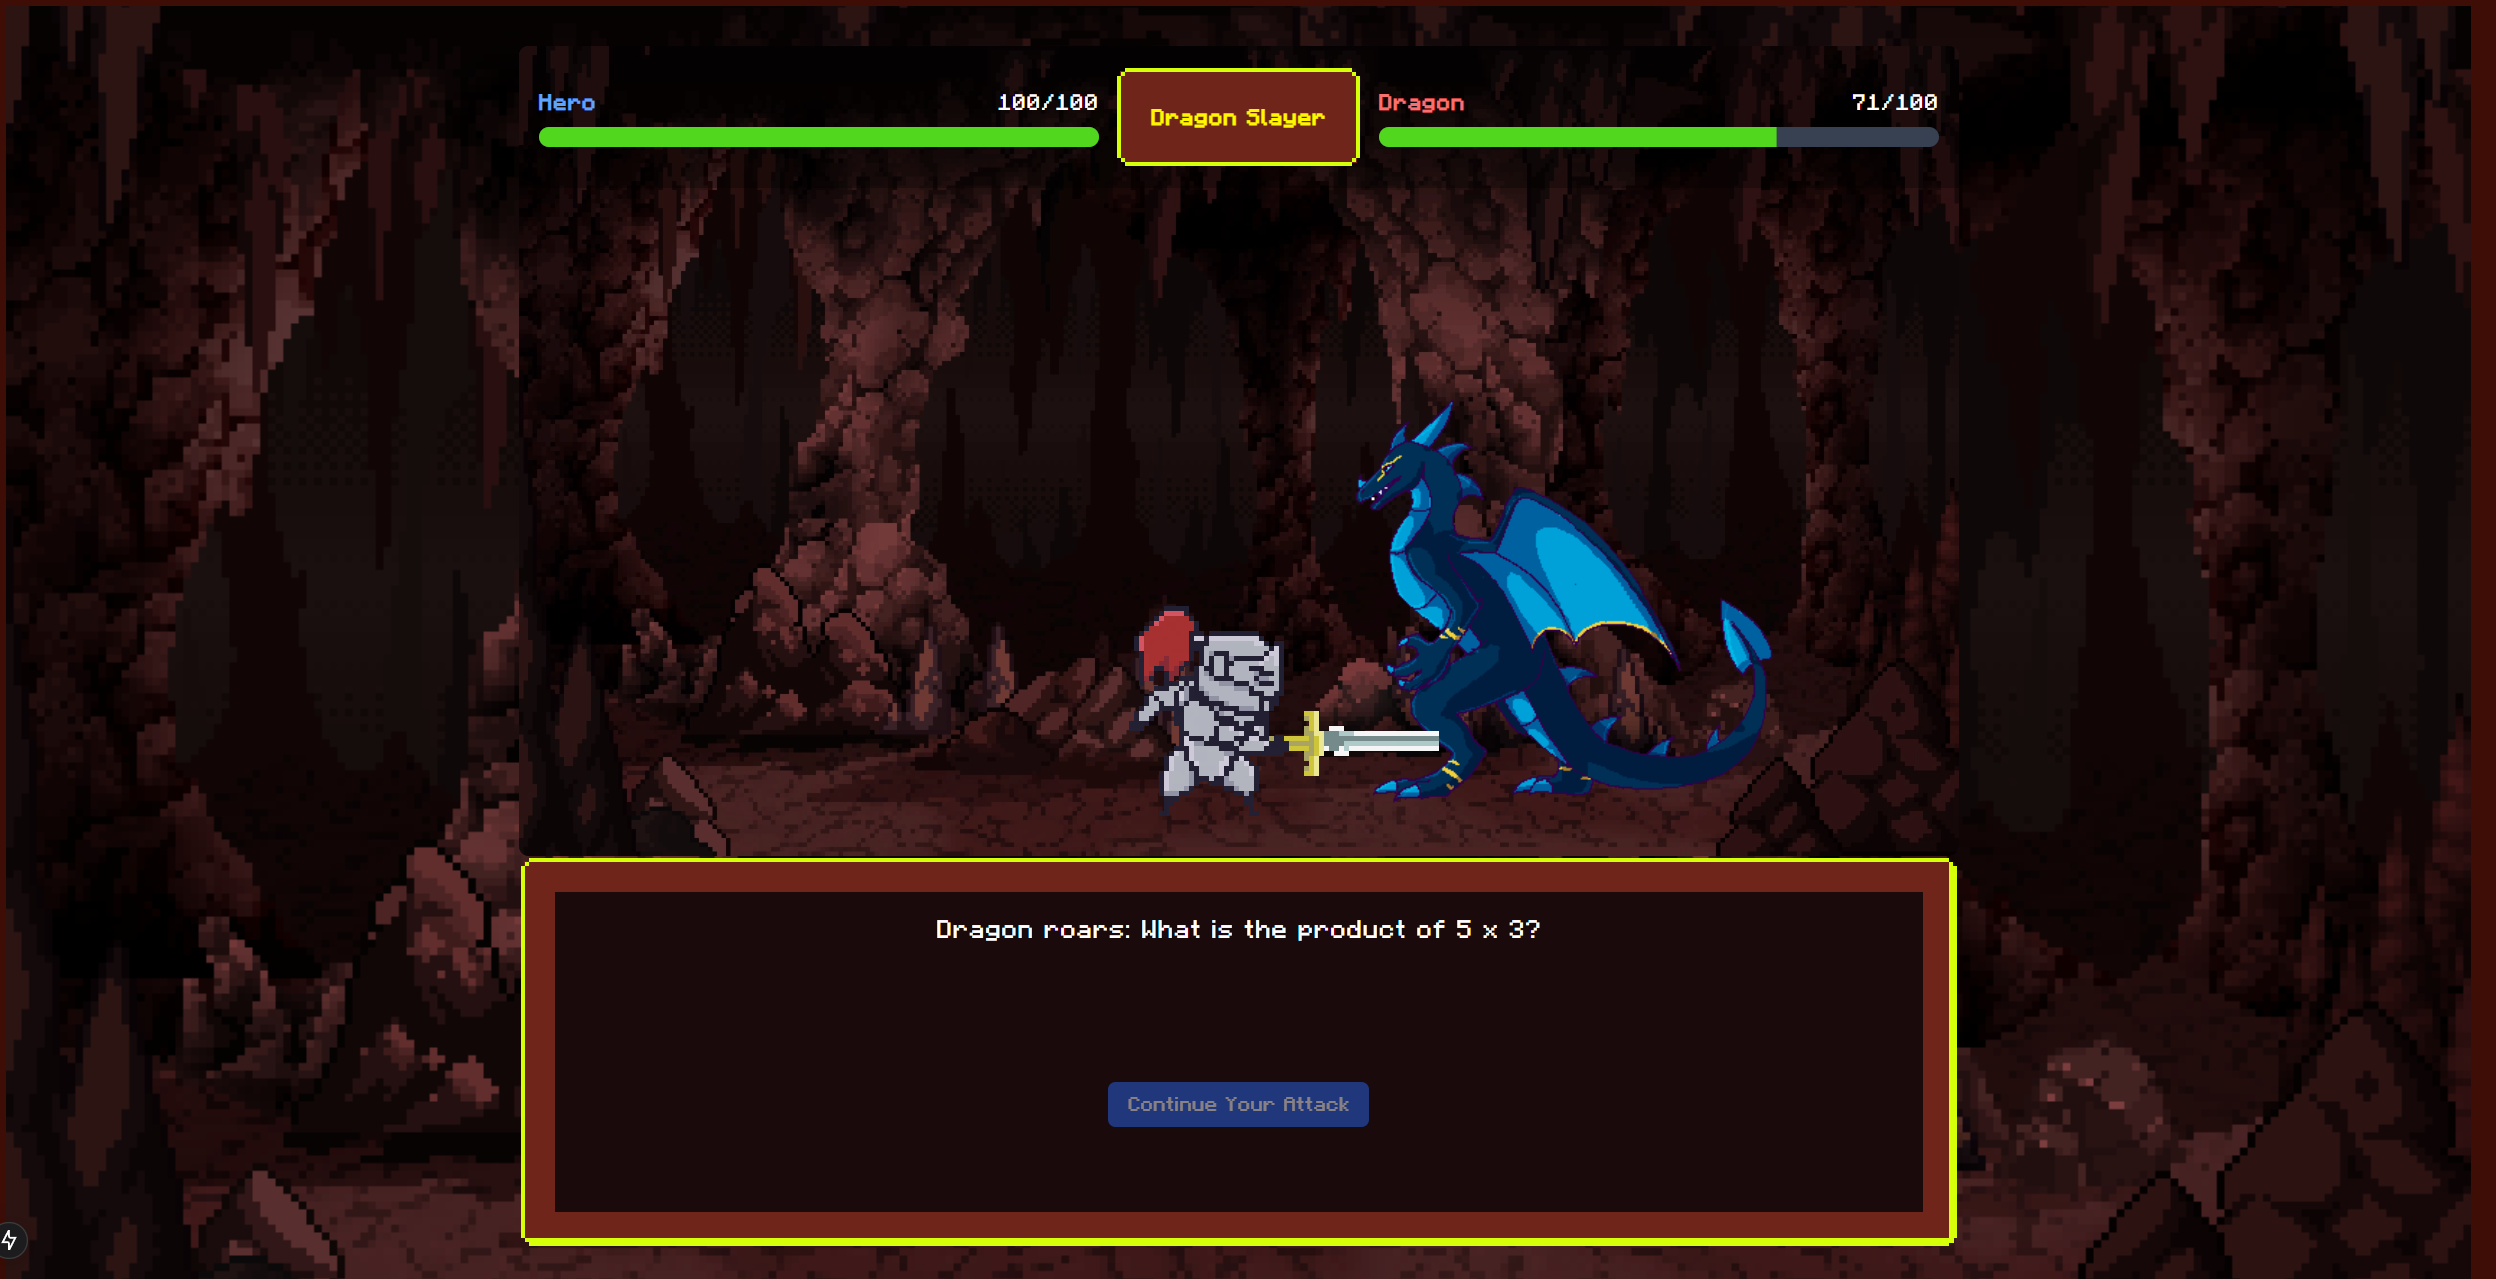 Hero 100/100
Dragon Slayer
Dragon 71/100
Dragon roars: What is the product of 5 x 3?
Continue Your Attack